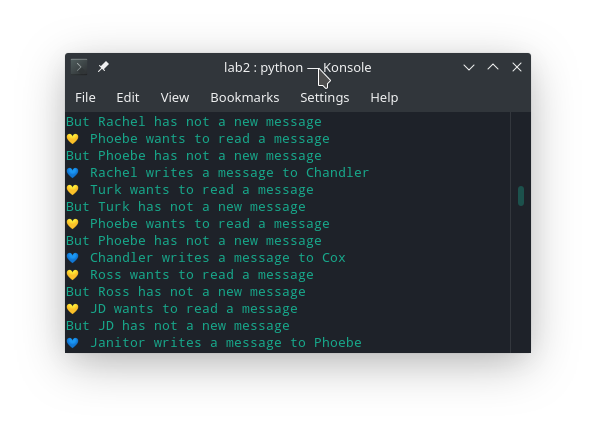 lab2 : python — Konsole
File Edit View Bookmarks Settings Help
But Rachel has not a new message
💛 Phoebe wants to read a message
But Phoebe has not a new message
💙 Rachel writes a message to Chandler
💛 Turk wants to read a message
But Turk has not a new message
💛 Phoebe wants to read a message
But Phoebe has not a new message
💙 Chandler writes a message to Cox
💛 Ross wants to read a message
But Ross has not a new message
💛 JD wants to read a message
But JD has not a new message
💙 Janitor writes a message to Phoebe